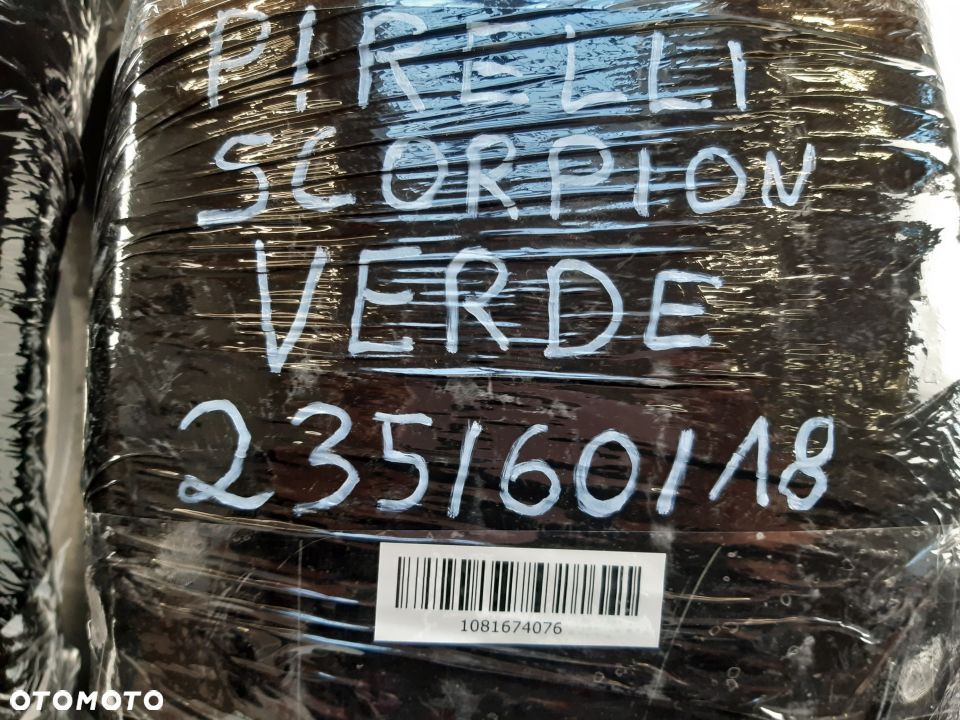 PIRELLI
SCORPION
VERDE
235/60/18
1081674076
OTOMOTO